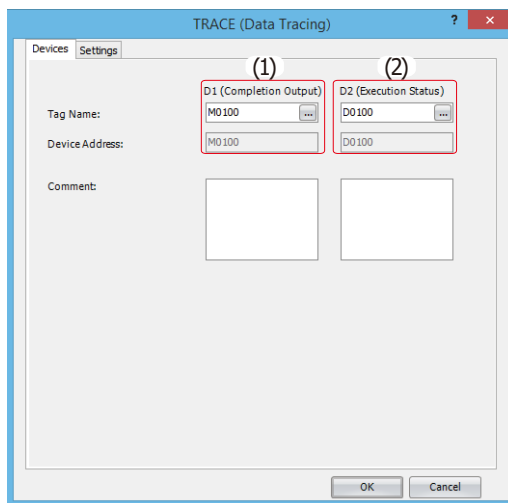 TRACE (Data Tracing)
? ×
Devices Settings
(1) (2)
D1 (Completion Output) D2 (Execution Status)
Tag Name: M0100 ... D0100 ...
Device Address: M0100 D0100
Comment:
OK Cancel